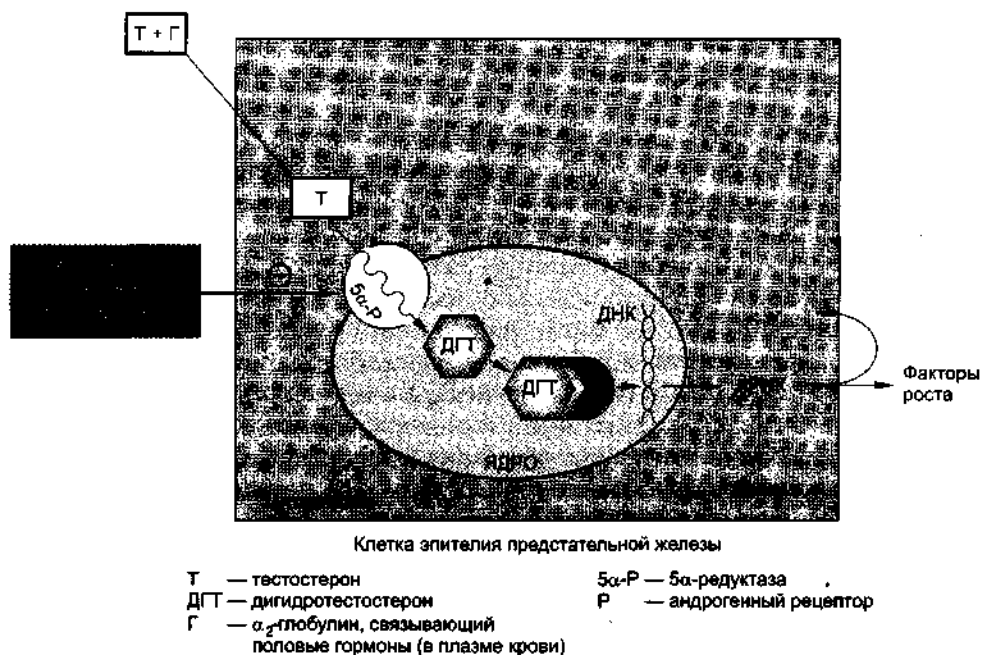 Т + Г
Т
5α-Р
ДГТ
ДГТ
ДНК
ЯДРО
Факторы
роста
Клетка эпителия предстательной железы
Т — тестостерон
ДГТ — дигидротестостерон
Г — α₂-глобулин, связывающий
половые гормоны (в плазме крови)
5α-Р — 5α-редуктаза
Р — андрогенный рецептор